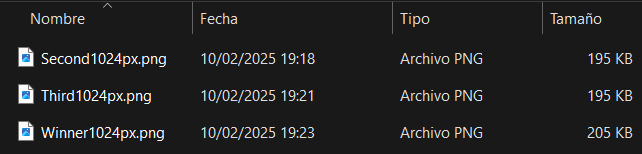 Nombre Fecha Tipo Tamaño
Second1024px.png 10/02/2025 19:18 Archivo PNG 195 KB
Third1024px.png 10/02/2025 19:21 Archivo PNG 195 KB
Winner1024px.png 10/02/2025 19:23 Archivo PNG 205 KB